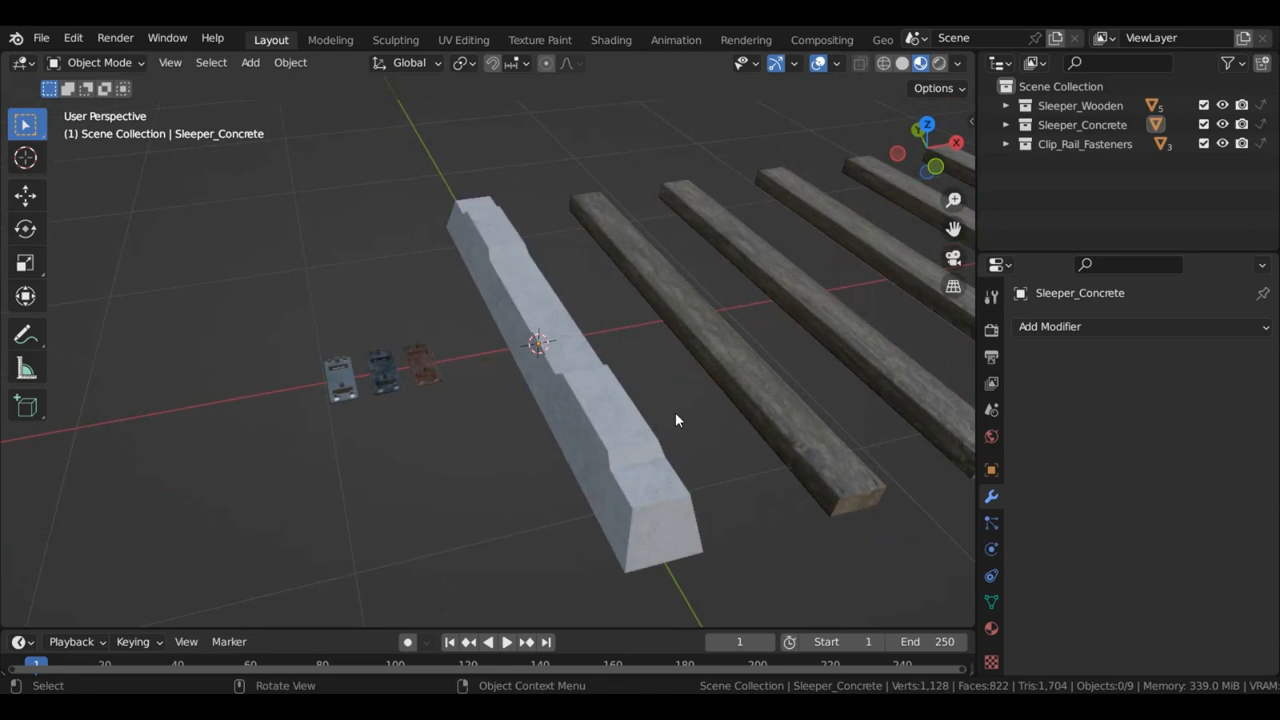 File Edit Render Window Help Layout Modeling Sculpting UV Editing Texture Paint Shading Animation Rendering Compositing Geo Scene ViewLayer
Object Mode View Select Add Object Global
Options
User Perspective
(1) Scene Collection | Sleeper_Concrete
Z
Y
X
Scene Collection
Sleeper_Wooden 5
Sleeper_Concrete
Clip_Rail_Fasteners 3
Sleeper_Concrete
Add Modifier
Playback Keying View Marker 1 Start 1 End 250
1 20 40 60 80 100 120 140 160 180 200 220 240
Select Rotate View Object Context Menu Scene Collection | Sleeper_Concrete | Verts:1,128 | Faces:822 | Tris:1,704 | Objects:0/9 | Memory: 339.0 MiB | VRAM: